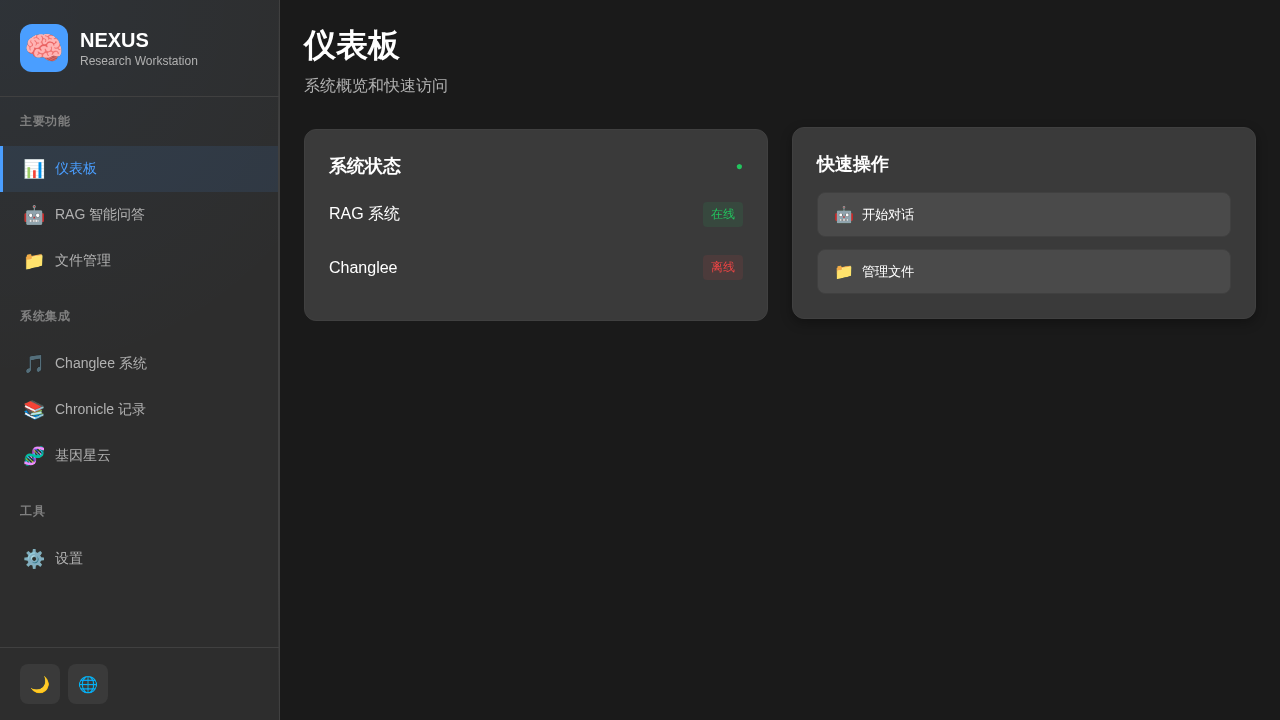 NEXUS
Research Workstation
主要功能
仪表板
RAG 智能问答
文件管理
系统集成
Changlee 系统
Chronicle 记录
基因星云
工具
设置
仪表板
系统概览和快速访问
系统状态
RAG 系统
在线
Changlee
离线
快速操作
开始对话
管理文件